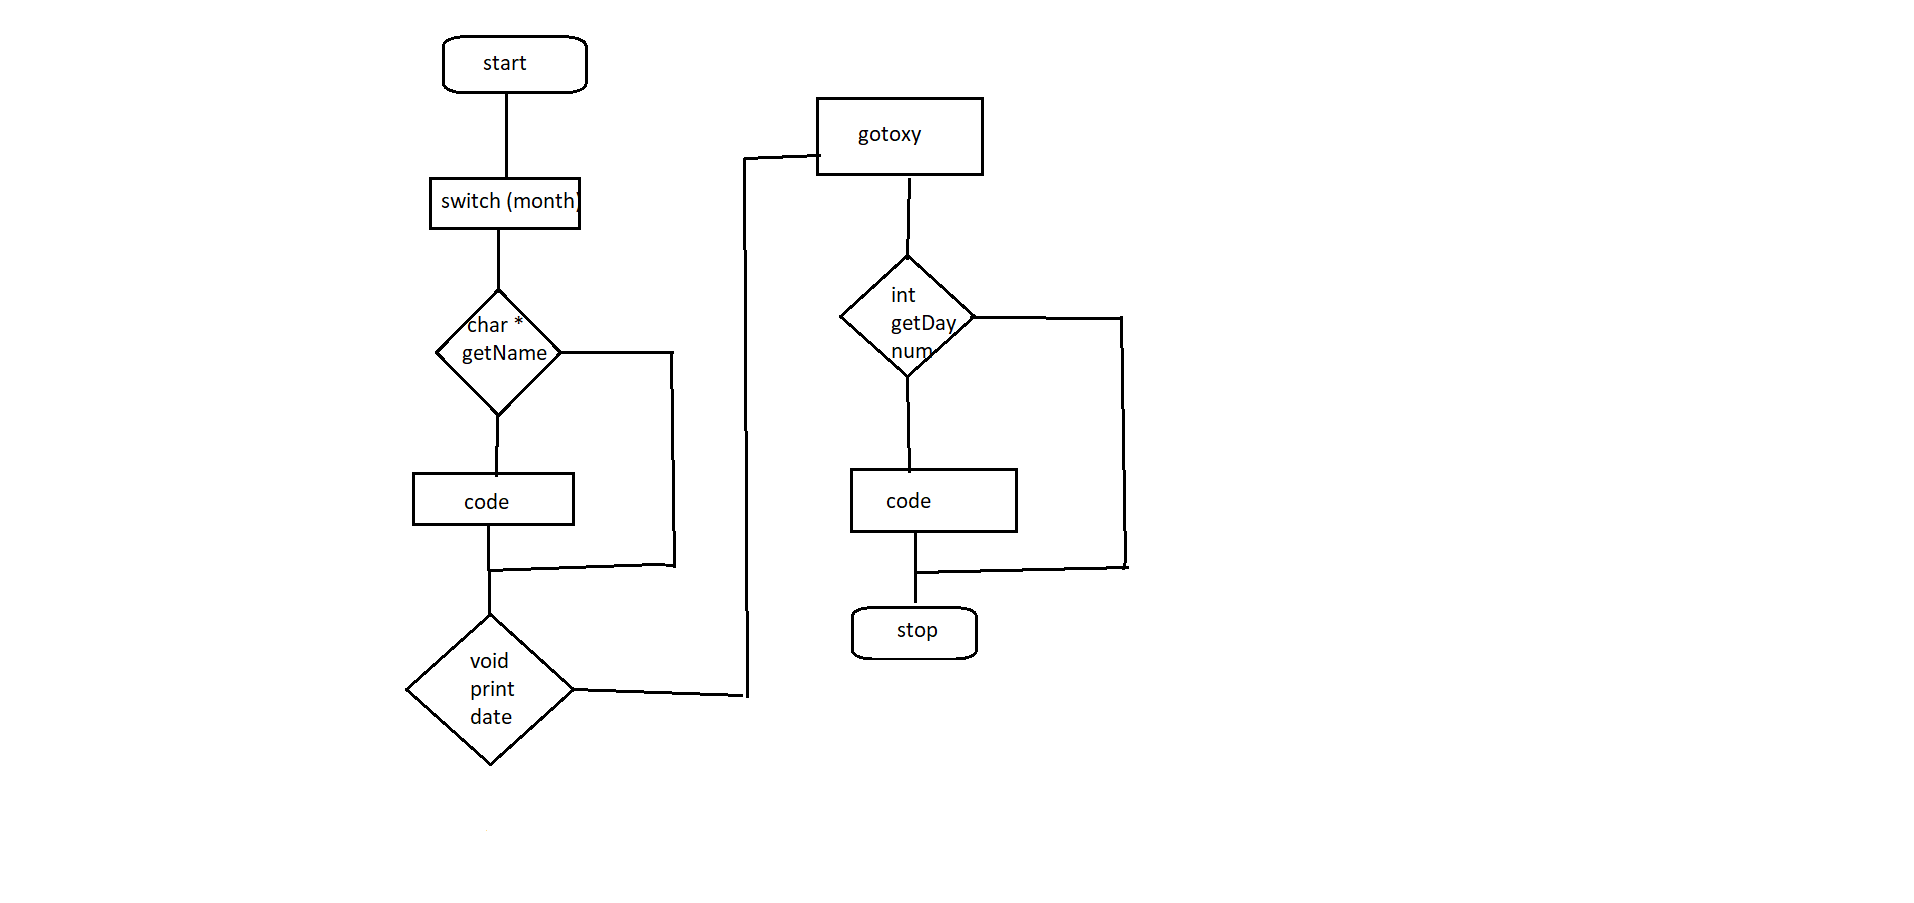 start
switch (month)
char *
getName
code
void
print
date
gotoxy
int
getDay
num
code
stop